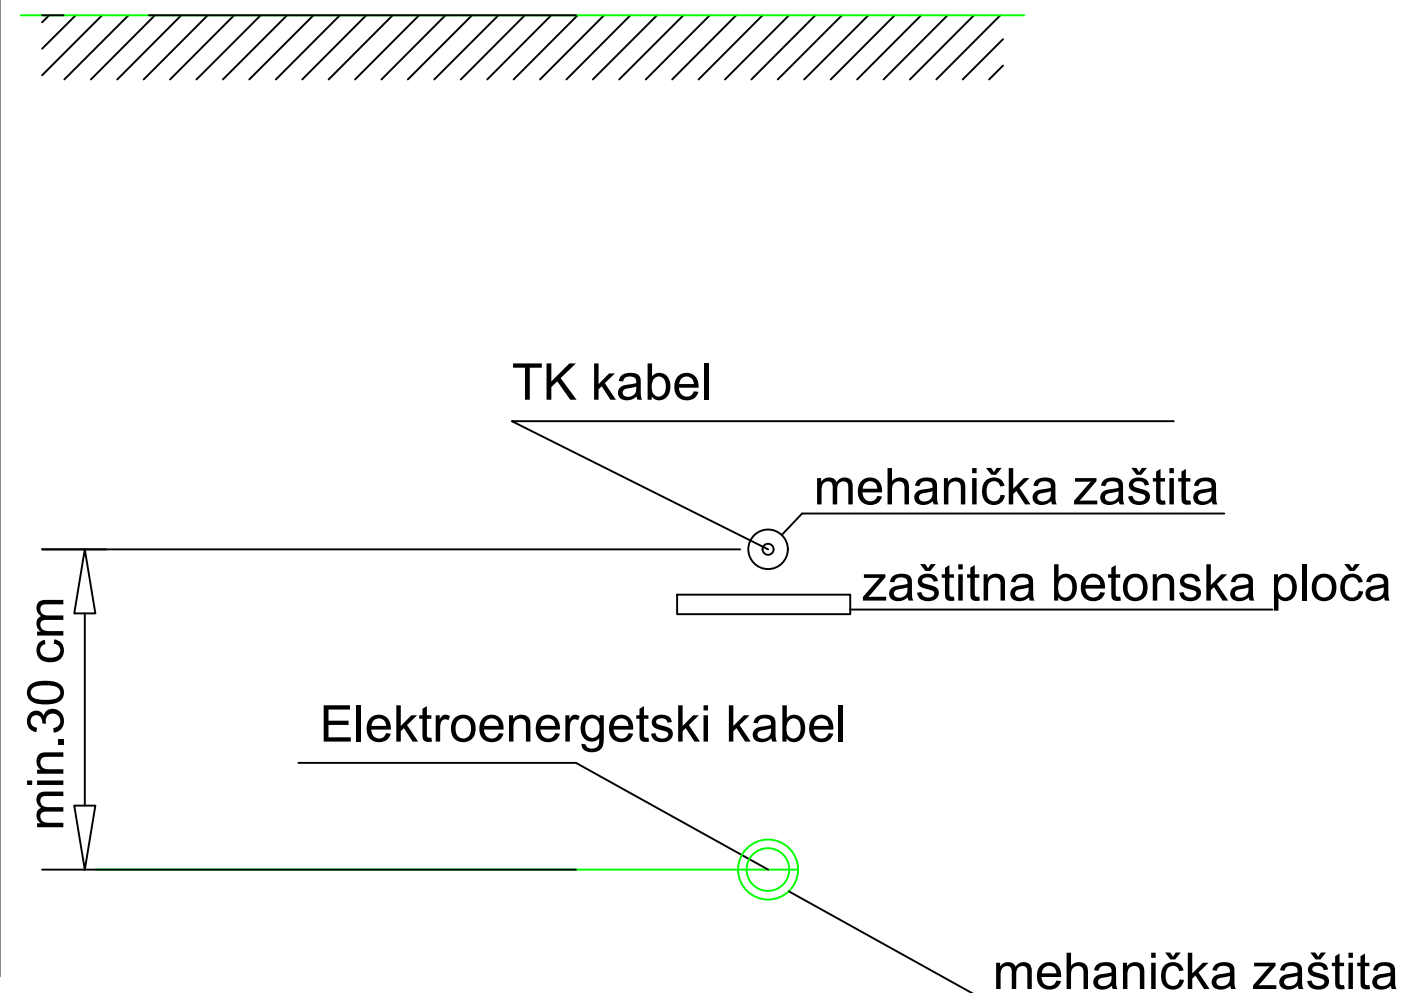 TK kabel
mehanička zaštita
zaštitna betonska ploča
min.30 cm
Elektroenergetski kabel
mehanička zaštita